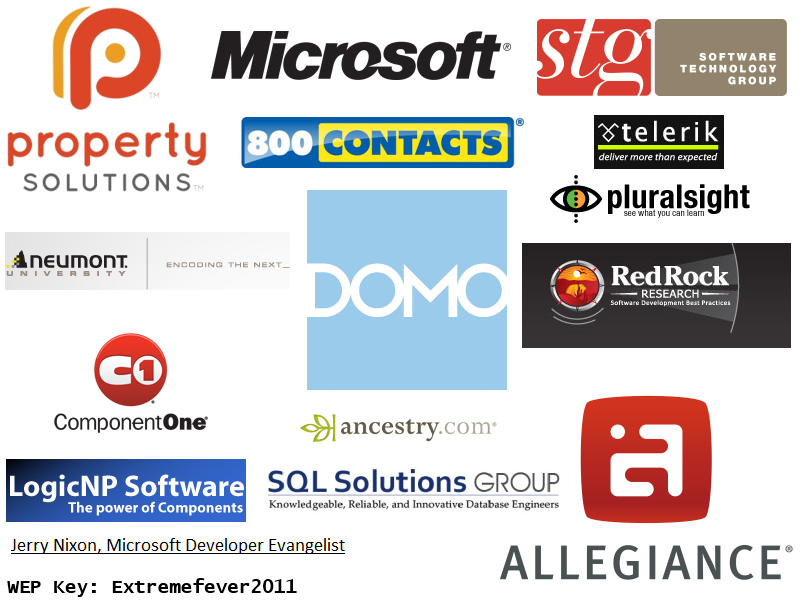 property
SOLUTIONS™
Microsoft®
stg
SOFTWARE
TECHNOLOGY
GROUP
800 CONTACTS®
telerik
deliver more than expected
pluralsight
see what you can learn
NEUMONT.
UNIVERSITY
ENCODING THE NEXT_
DOMO
RedRock
RESEARCH
Software Development Best Practices
C1
ComponentOne®
ancestry.com®
ia
LogicNP Software
The power of Components
SQL Solutions GROUP
Knowledgeable, Reliable, and Innovative Database Engineers
Jerry Nixon, Microsoft Developer Evangelist
ALLEGIANCE®
WEP Key: Extremefever2011